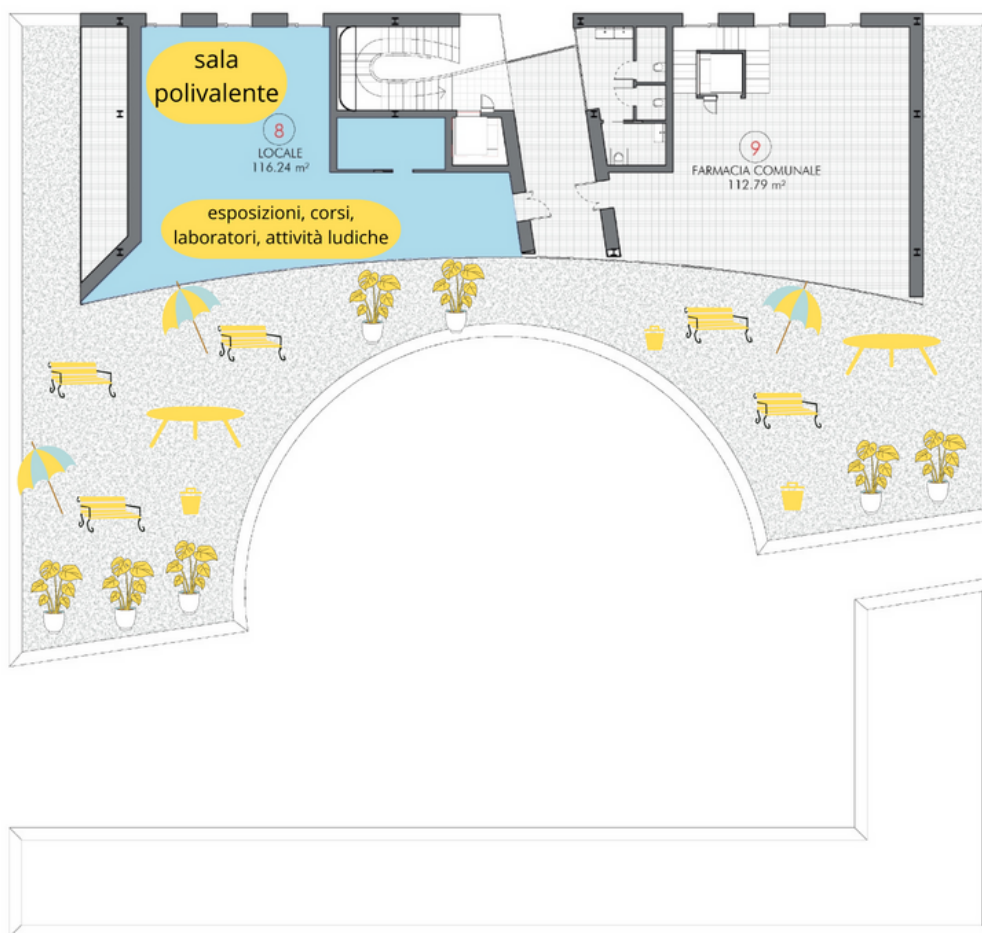 sala
polivalente
8
LOCALE
116.24 m²
esposizioni, corsi,
laboratori, attività ludiche
9
FARMACIA COMUNALE
112.79 m²